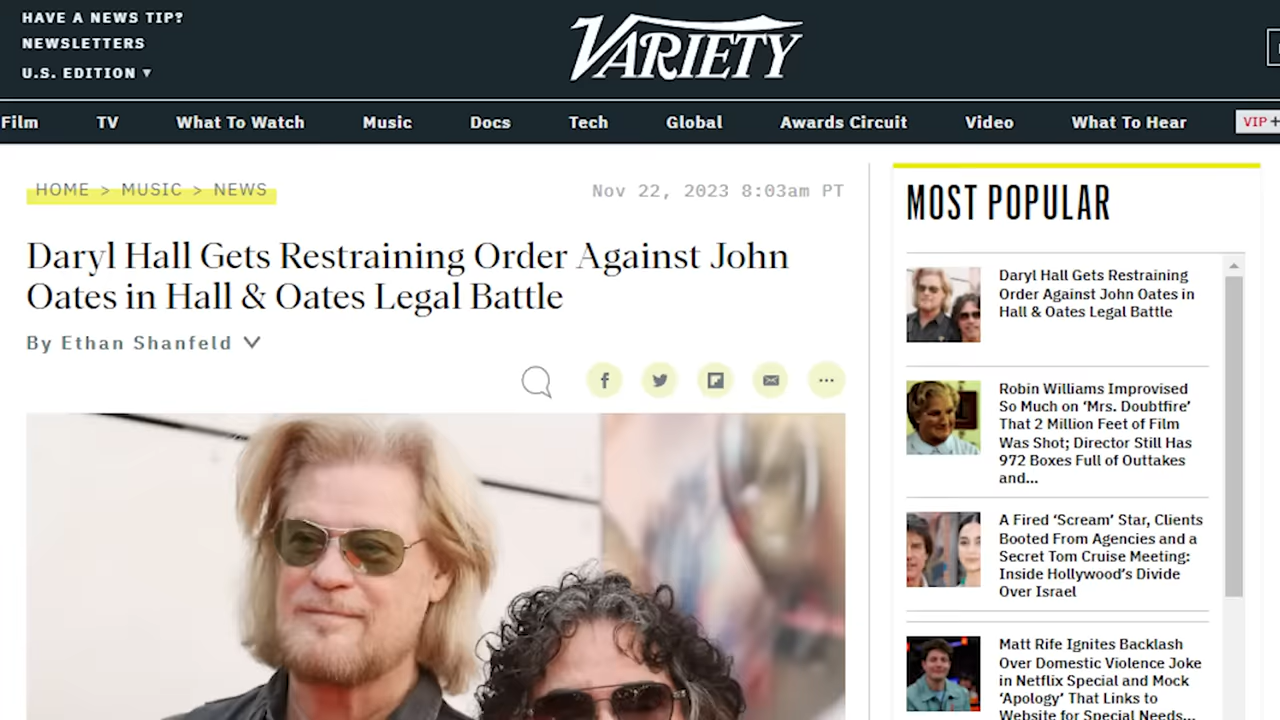 HAVE A NEWS TIP?
NEWSLETTERS
U.S. EDITION ▼
VARIETY
Film TV What To Watch Music Docs Tech Global Awards Circuit Video What To Hear VIP+
HOME > MUSIC > NEWS
Nov 22, 2023 8:03am PT
Daryl Hall Gets Restraining Order Against John
Oates in Hall & Oates Legal Battle
By Ethan Shanfeld
MOST POPULAR
Daryl Hall Gets Restraining
Order Against John Oates in
Hall & Oates Legal Battle
Robin Williams Improvised
So Much on ‘Mrs. Doubtfire’
That 2 Million Feet of Film
Was Shot; Director Still Has
972 Boxes Full of Outtakes
and...
A Fired ‘Scream’ Star, Clients
Booted From Agencies and a
Secret Tom Cruise Meeting:
Inside Hollywood’s Divide
Over Israel
Matt Rife Ignites Backlash
Over Domestic Violence Joke
in Netflix Special and Mock
‘Apology’ That Links to
Website for Special Needs...